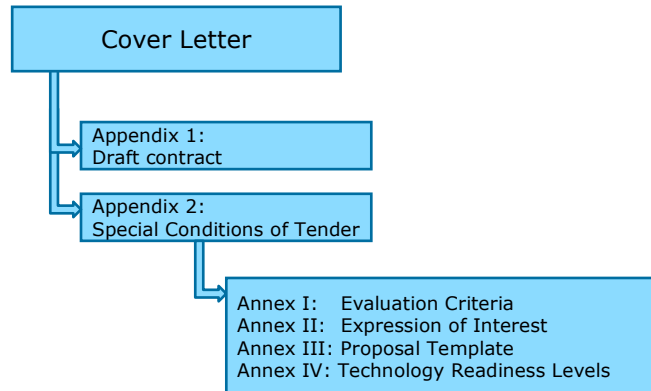 Cover Letter
Appendix 1:
Draft contract
Appendix 2:
Special Conditions of Tender
Annex I: Evaluation Criteria
Annex II: Expression of Interest
Annex III: Proposal Template
Annex IV: Technology Readiness Levels